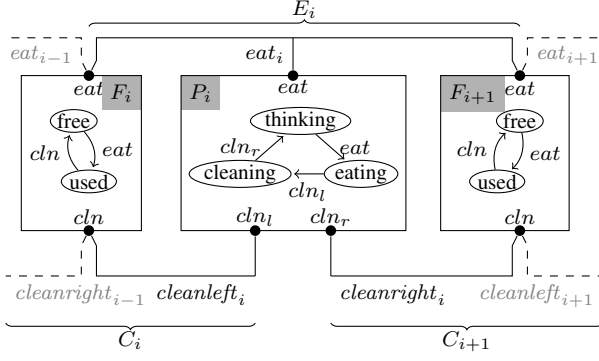 E_i
eat_{i−1} eat_i eat_{i+1}
eat F_i P_i eat F_{i+1} eat
free thinking free
cln eat cln_r eat cln eat
used cleaning cln_l eating used
cln cln_l cln_r cln
cleanright_{i−1} cleanleft_i cleanright_i cleanleft_{i+1}
C_i C_{i+1}